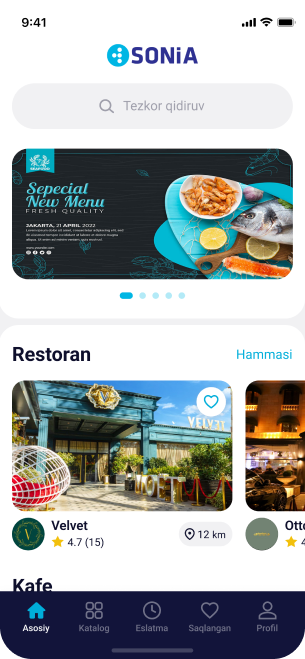 9:41
SONiA
Tezkor qidiruv
Sepecial
New Menu
FRESH QUALITY
JAKARTA, 21 APRIL 2022
Restoran
Hammasi
VELVET
Velvet
4.7 (15)
12 km
Otto
4
Kafe
Asosiy
Katalog
Eslatma
Saqlangan
Profil